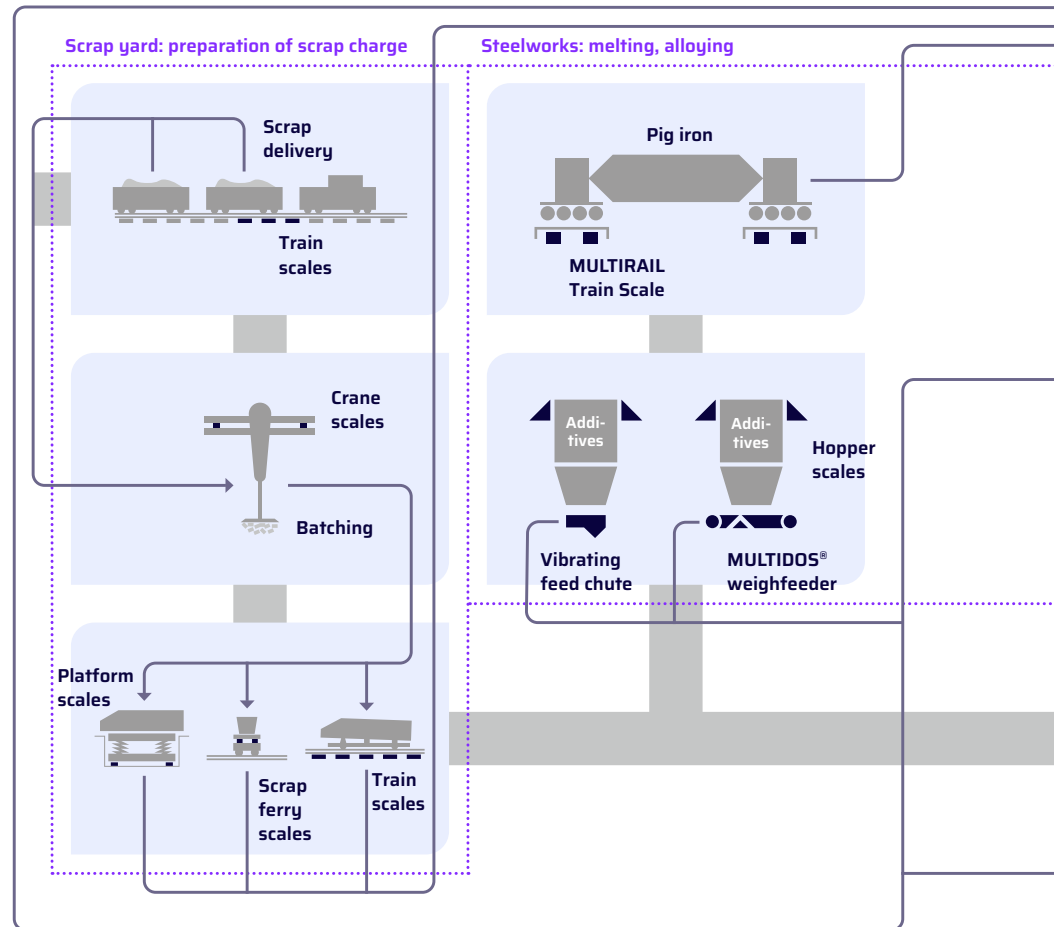 Scrap yard: preparation of scrap charge
Steelworks: melting, alloying
Scrap
delivery
Train
scales
Pig iron
MULTIRAIL
Train Scale
Crane
scales
Batching
Addi-
tives
Addi-
tives
Hopper
scales
Vibrating
feed chute
MULTIDOS®
weighfeeder
Platform
scales
Scrap
ferry
scales
Train
scales